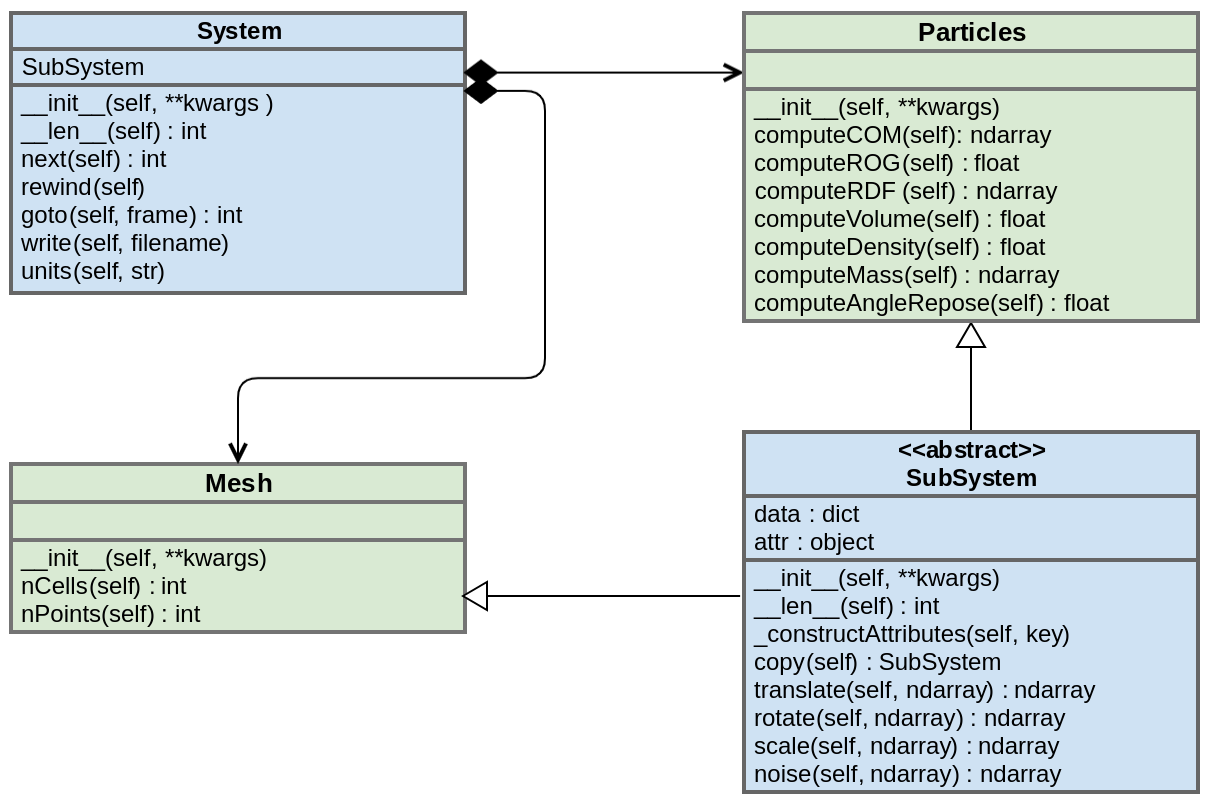 System
SubSystem
__init__(self, **kwargs )
__len__(self) : int
next(self) : int
rewind(self)
goto(self, frame) : int
write(self, filename)
units(self, str)
Particles
__init__(self, **kwargs)
computeCOM(self): ndarray
computeROG(self) : float
computeRDF (self) : ndarray
computeVolume(self) : float
computeDensity(self) : float
computeMass(self) : ndarray
computeAngleRepose(self) : float
Mesh
__init__(self, **kwargs)
nCells(self) : int
nPoints(self) : int
<<abstract>>
SubSystem
data : dict
attr : object
__init__(self, **kwargs)
__len__(self) : int
_constructAttributes(self, key)
copy(self) : SubSystem
translate(self, ndarray) : ndarray
rotate(self, ndarray) : ndarray
scale(self, ndarray) : ndarray
noise(self, ndarray) : ndarray